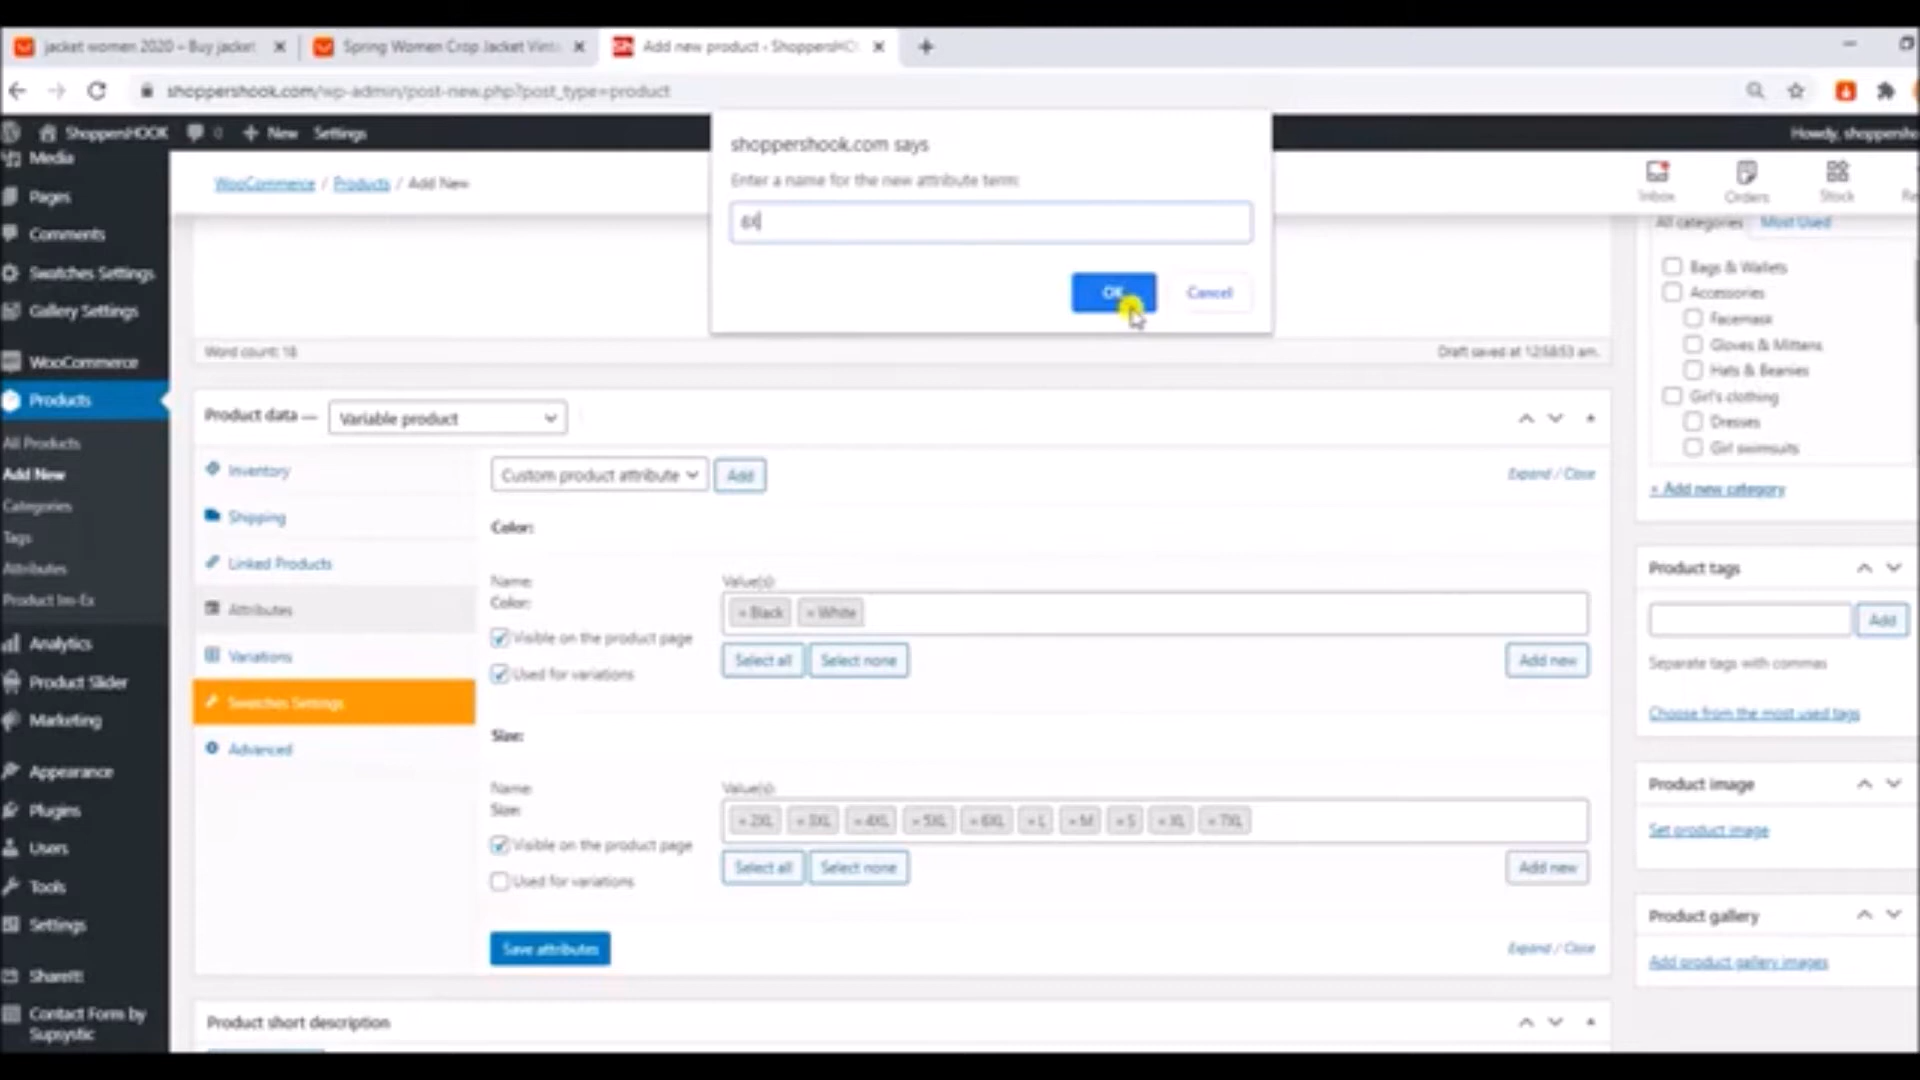 jacket women 2020 – Buy jacket
Spring Women Crop Jacket Vint
Add new product ‹ ShoppersHO
shoppershook.com/wp-admin/post-new.php?post_type=product
ShoppersHOOK
0
New
Settings
Howdy, shoppersho
Media
Pages
Comments
Swatches Settings
Gallery Settings
WooCommerce
Products
All Products
Add New
Categories
Tags
Attributes
Product Im-Ex
Analytics
Product Slider
Marketing
Appearance
Plugins
Users
Tools
Settings
Contact Form by
Supsystic
WooCommerce / Products / Add New
shoppershook.com says
Enter a name for the new attribute term:
OK
Cancel
Inbox
Orders
Stock
Word count: 18
Draft saved at 12:58:53 am.
Product data —
Variable product
Inventory
Shipping
Linked Products
Attributes
Variations
Swatches Settings
Advanced
Custom product attribute
Add
Expand / Close
Color:
Name:
Color:
Visible on the product page
Used for variations
Value(s):
× Black × White
Select all
Select none
Add new
Size:
Name:
Size:
Visible on the product page
Used for variations
Value(s):
× 2XL × 3XL × 4XL × 5XL × 6XL × L × M × S × XL × 7XL
Select all
Select none
Add new
Save attributes
Expand / Close
Product short description
All categories
Most Used
Bags & Wallets
Accessories
Facemask
Gloves & Mittens
Hats & Beanies
Girl's clothing
Dresses
Girl swimsuits
+ Add new category
Product tags
Add
Separate tags with commas
Choose from the most used tags
Product image
Set product image
Product gallery
Add product gallery images